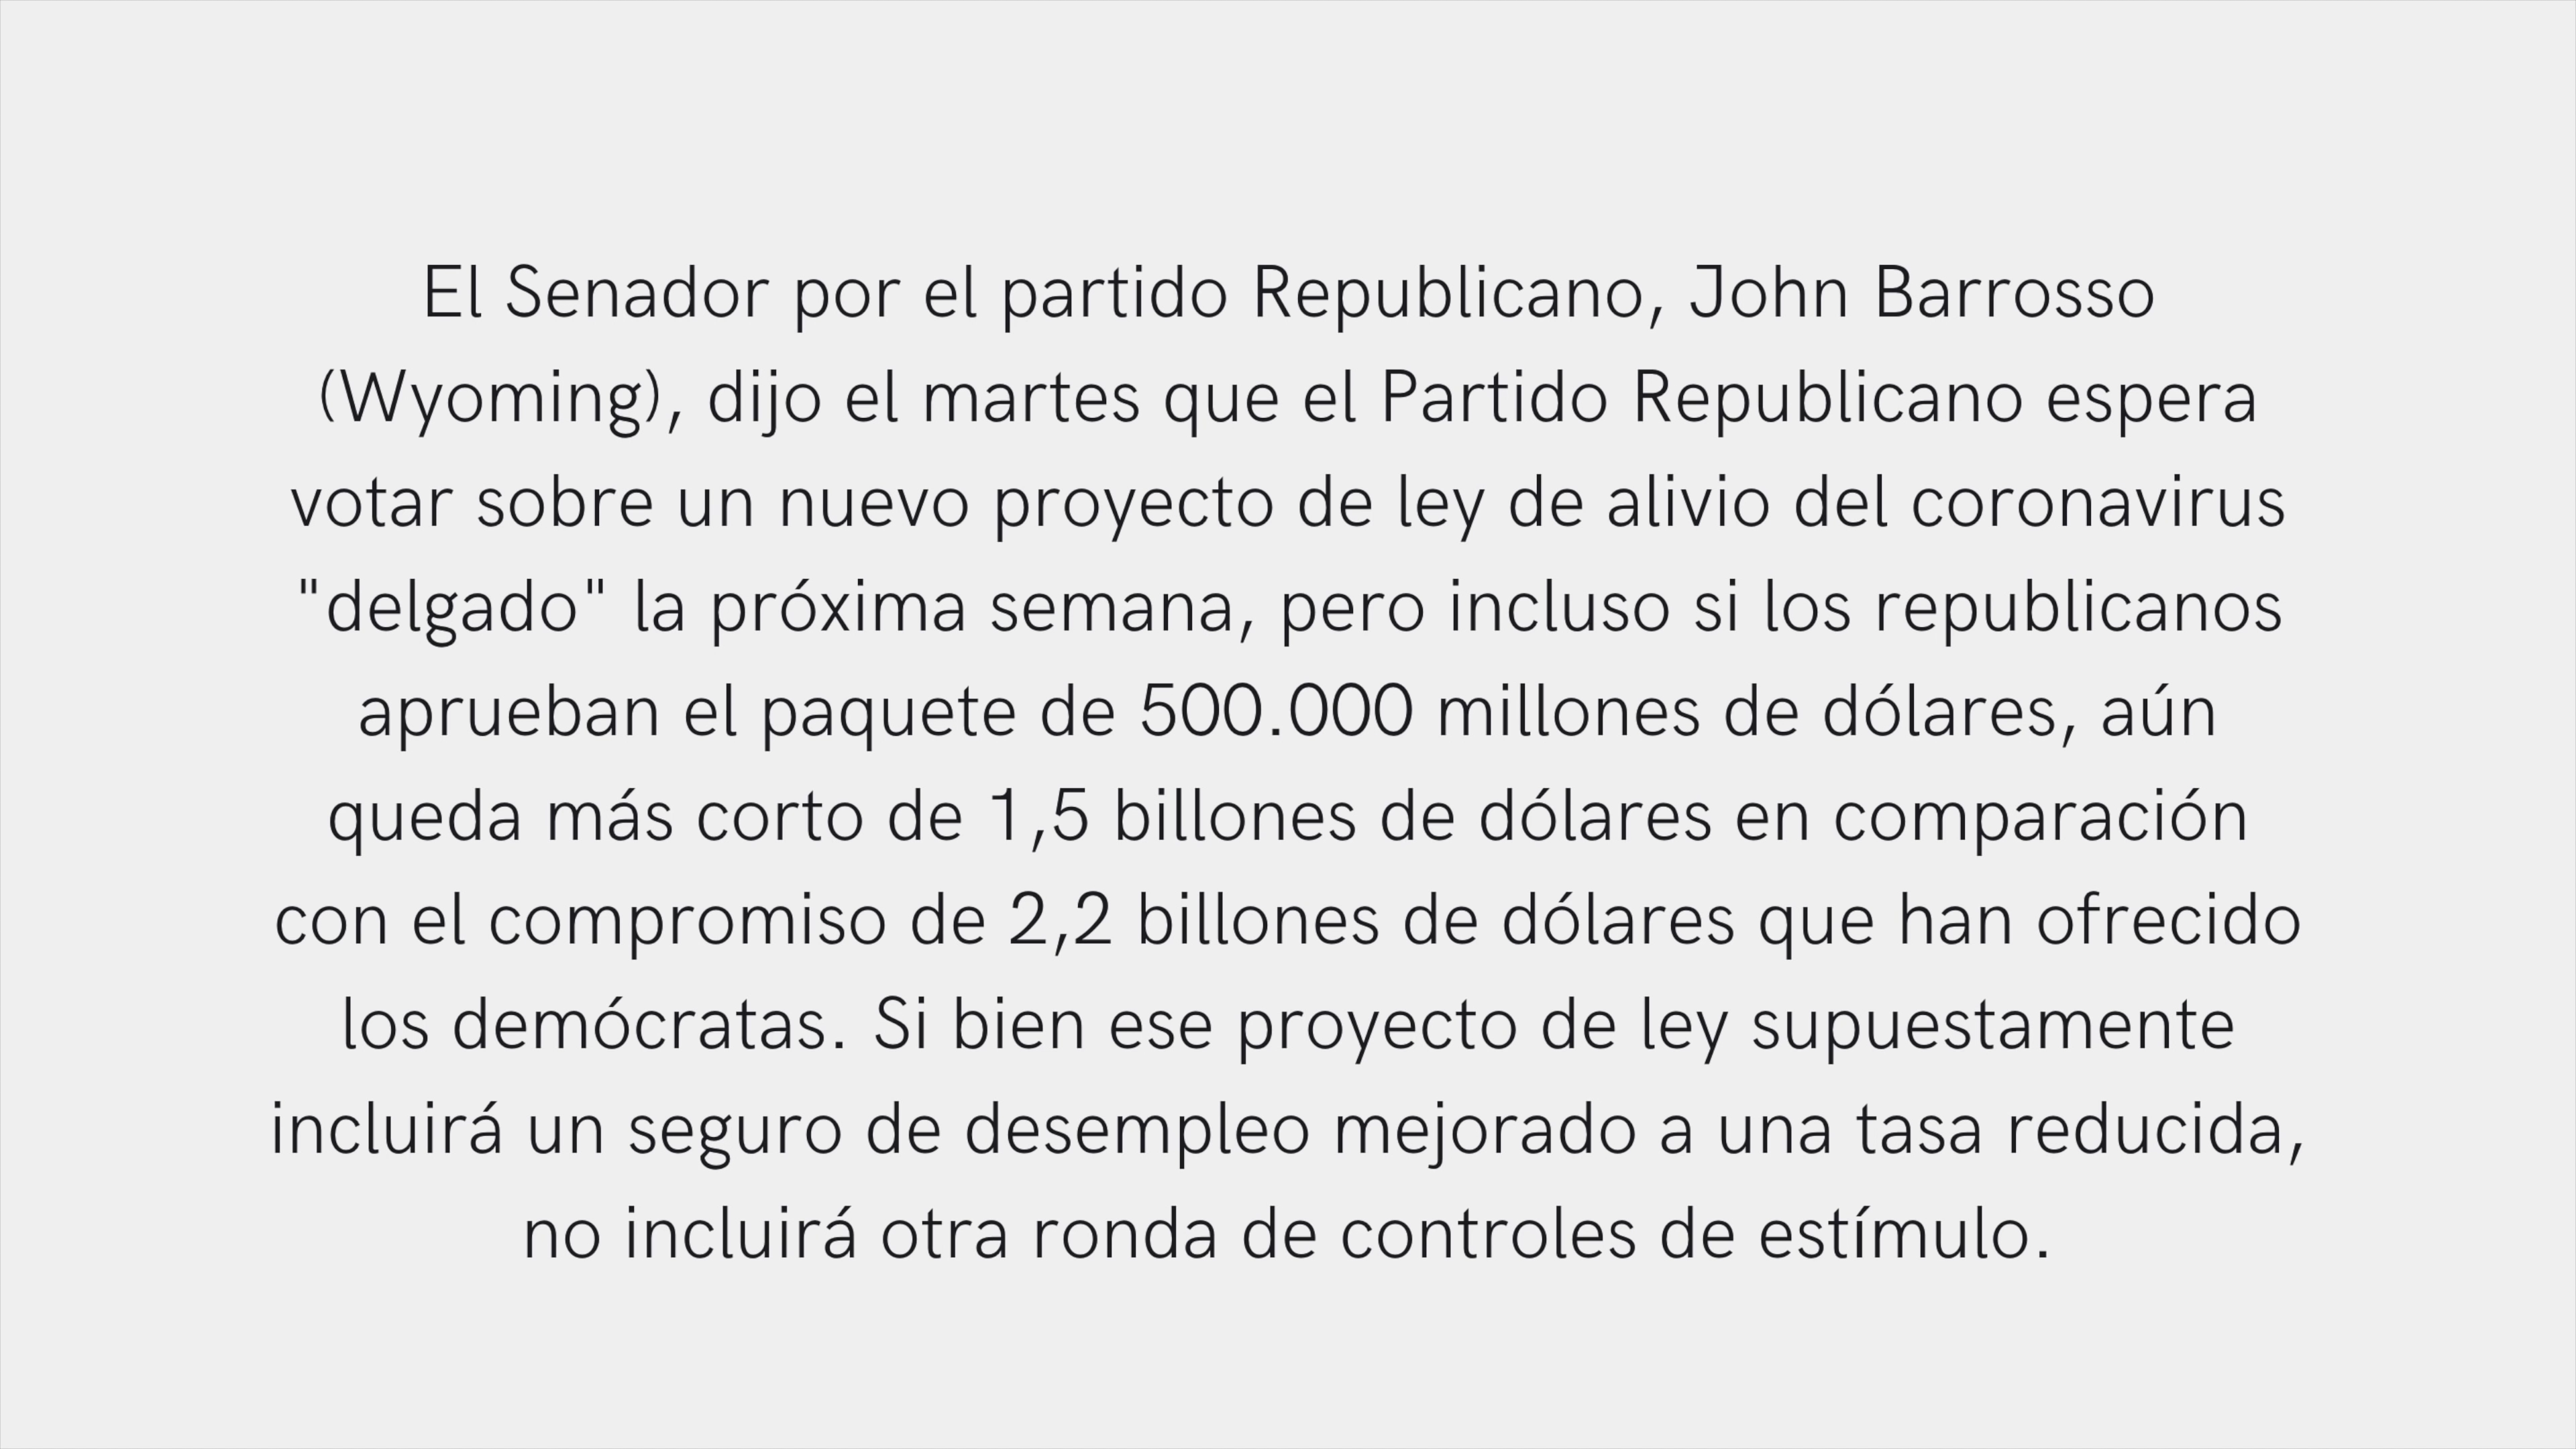 El Senador por el partido Republicano, John Barrosso
(Wyoming), dijo el martes que el Partido Republicano espera
votar sobre un nuevo proyecto de ley de alivio del coronavirus
"delgado" la próxima semana, pero incluso si los republicanos
aprueban el paquete de 500.000 millones de dólares, aún
queda más corto de 1,5 billones de dólares en comparación
con el compromiso de 2,2 billones de dólares que han ofrecido
los demócratas. Si bien ese proyecto de ley supuestamente
incluirá un seguro de desempleo mejorado a una tasa reducida,
no incluirá otra ronda de controles de estímulo.